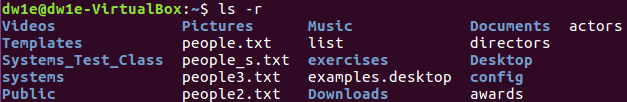 dw1e@dw1e-VirtualBox:~$ ls -r
Videos Pictures Music Documents actors
Templates people.txt list directors
Systems_Test_Class people_s.txt exercises Desktop
systems people3.txt examples.desktop config
Public people2.txt Downloads awards